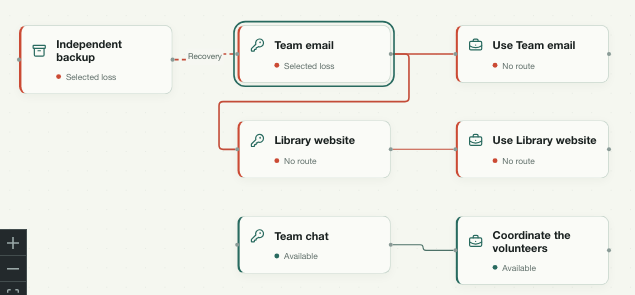 Independent
backup
Selected loss
Recovery
Team email
Selected loss
Use Team email
No route
Library website
No route
Use Library website
No route
Team chat
Available
Coordinate the
volunteers
Available